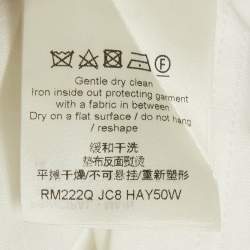 F
Gentle dry clean
Iron inside out protecting garment
with a fabric in between
Dry on a flat surface / do not hang
/ reshape
缓和干洗
垫布反面熨烫
平摊干燥/不可悬挂/重新塑形
RM222Q JC8 HAY50W